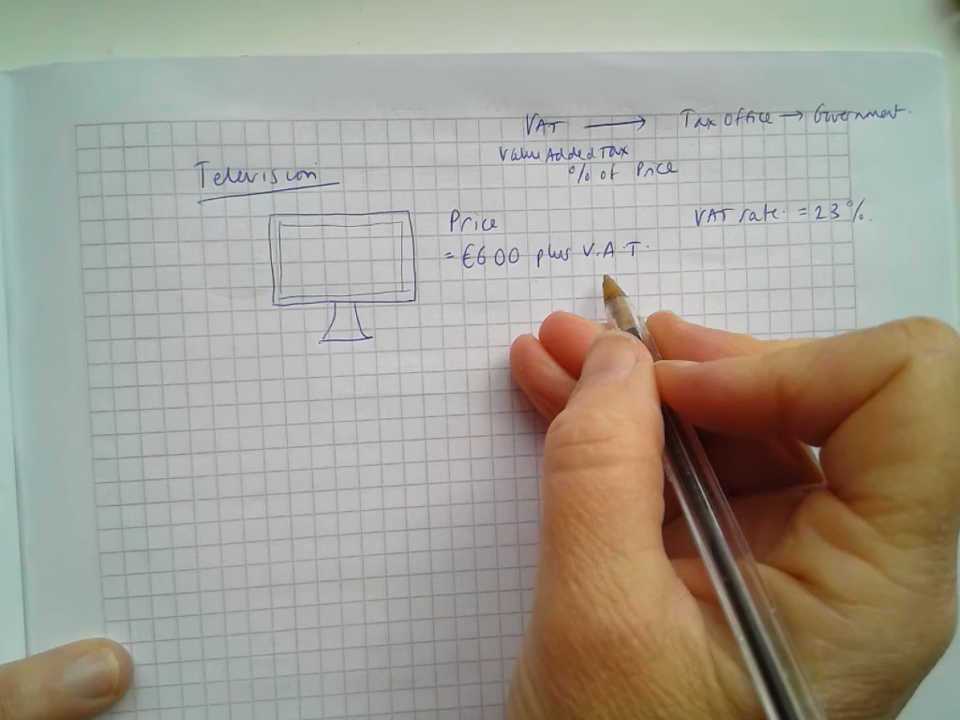 VAT → Tax Office → Government.
Value Added Tax
% of Price
Television
Price
= €600 plus V.A.T.
VAT rate. = 23%.